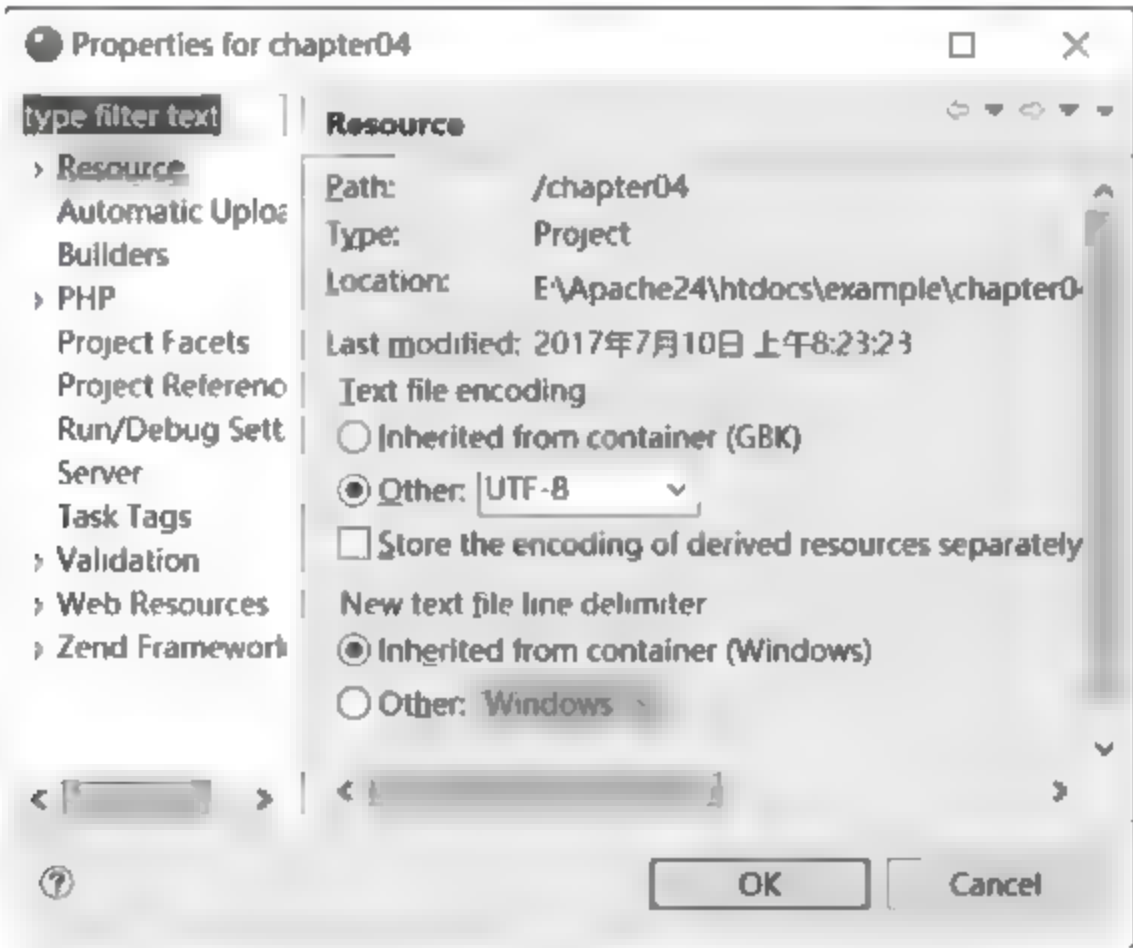 Properties for chapter04
type filter text
Resource
Automatic Uploa
Builders
PHP
Project Facets
Project Referenc
Run/Debug Sett
Server
Task Tags
Validation
Web Resources
Zend Framework
Resource
Path: /chapter04
Type: Project
Location: E:\Apache24\htdocs\example\chapter0
Last modified: 2017年7月10日 上午8:23:23
Text file encoding
Inherited from container (GBK)
Other: UTF-8
Store the encoding of derived resources separately
New text file line delimiter
Inherited from container (Windows)
Other: Windows
OK Cancel